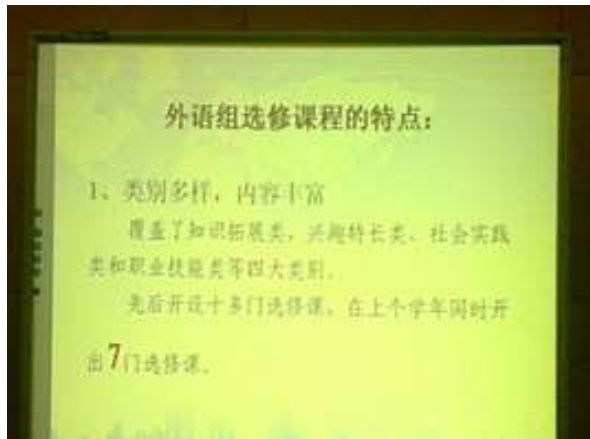 外语组选修课程的特点：
1、类别多样，内容丰富
覆盖了知识拓展类、兴趣特长类、社会实践
类和职业技能类等四大类别。
先后开设十多门选修课，在上个学年同时开
出7门选修课。